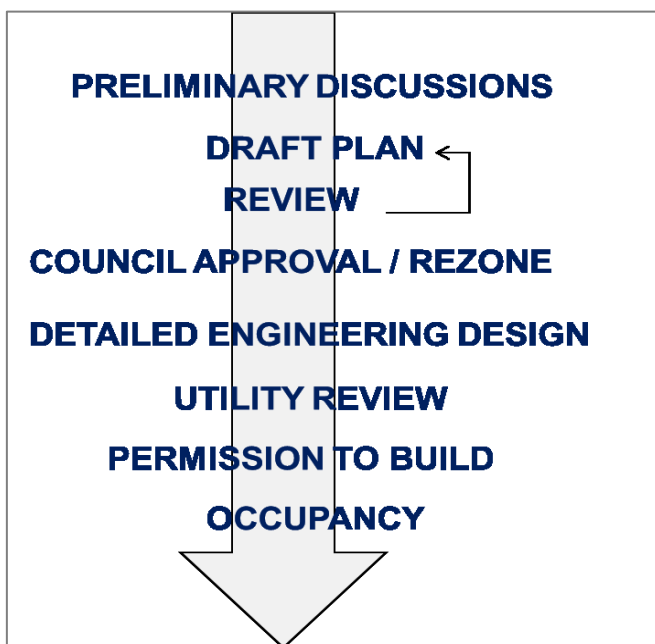 PRELIMINARY DISCUSSIONS
DRAFT PLAN
REVIEW
COUNCIL APPROVAL / REZONE
DETAILED ENGINEERING DESIGN
UTILITY REVIEW
PERMISSION TO BUILD
OCCUPANCY